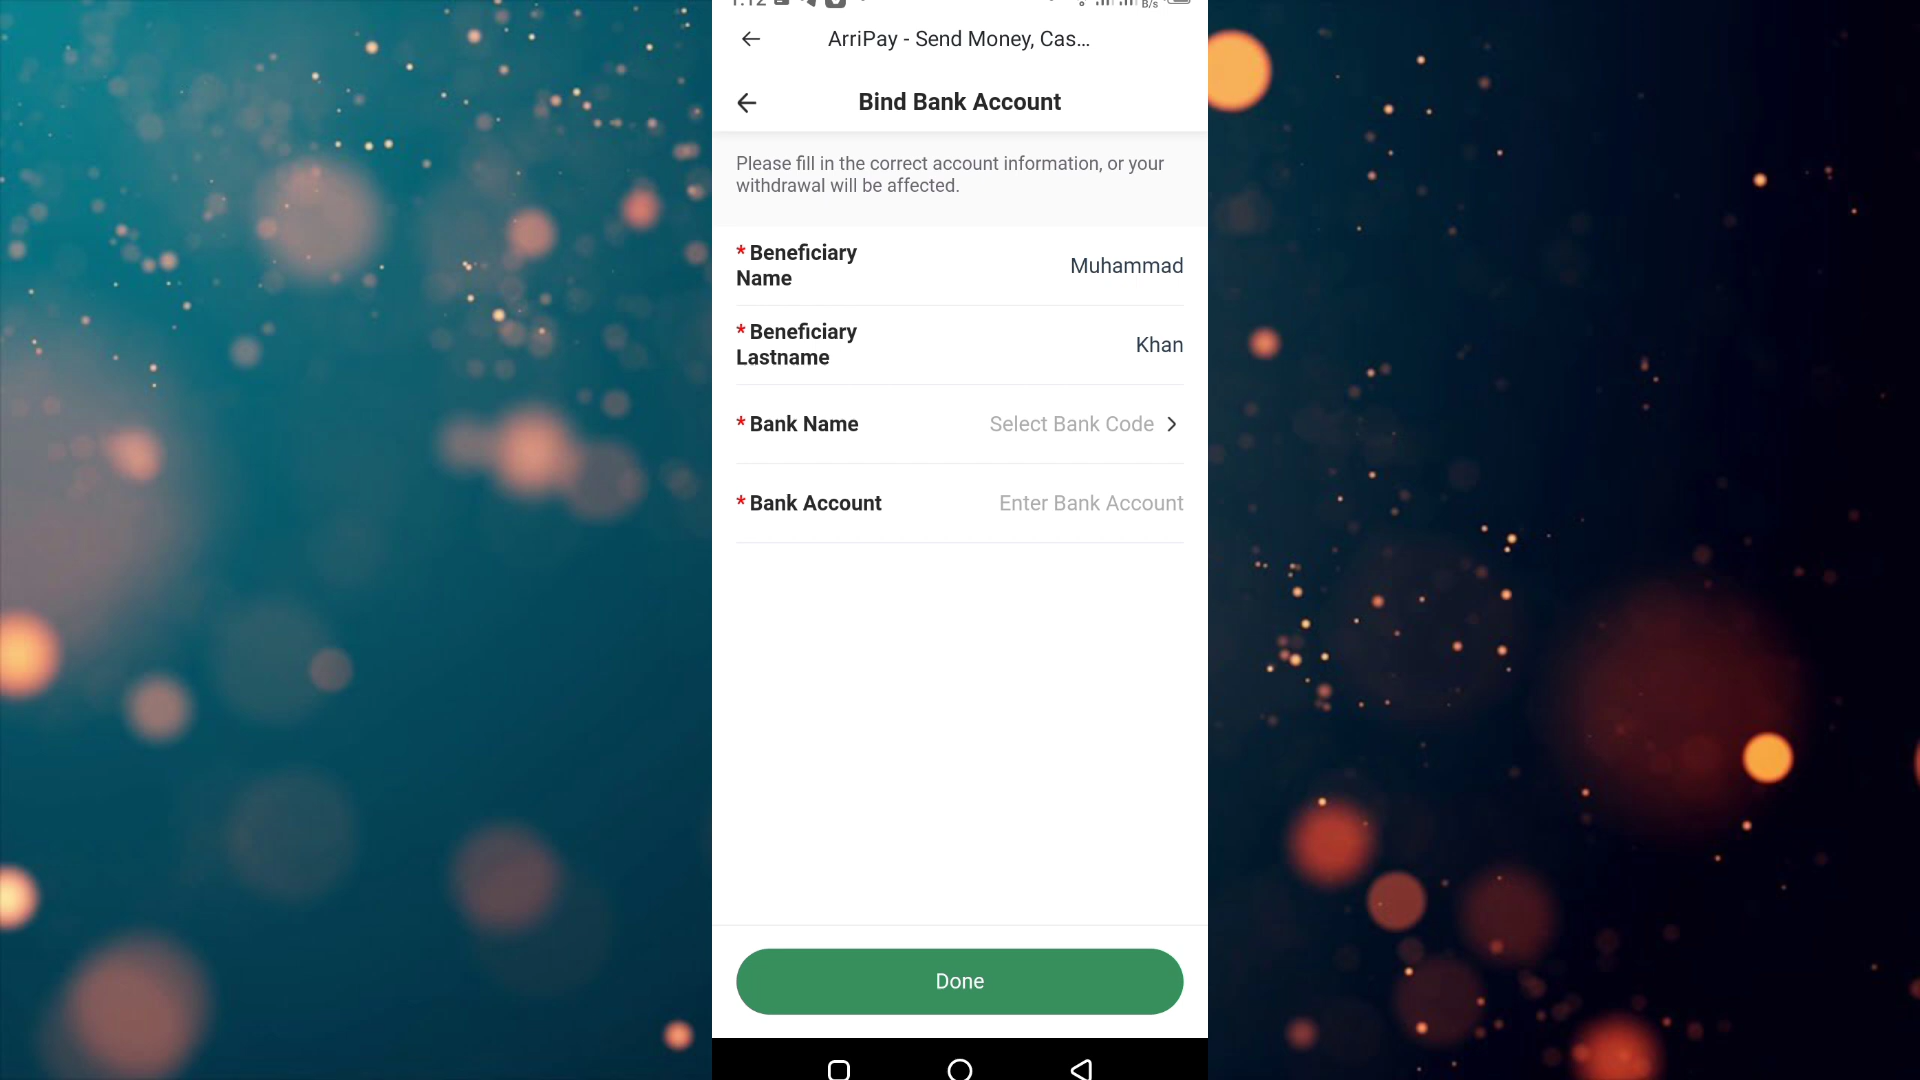 ArriPay - Send Money, Cas...
Bind Bank Account
Please fill in the correct account information, or your
withdrawal will be affected.
* Beneficiary
Name
Muhammad
* Beneficiary
Lastname
Khan
* Bank Name
Select Bank Code
* Bank Account
Enter Bank Account
Done